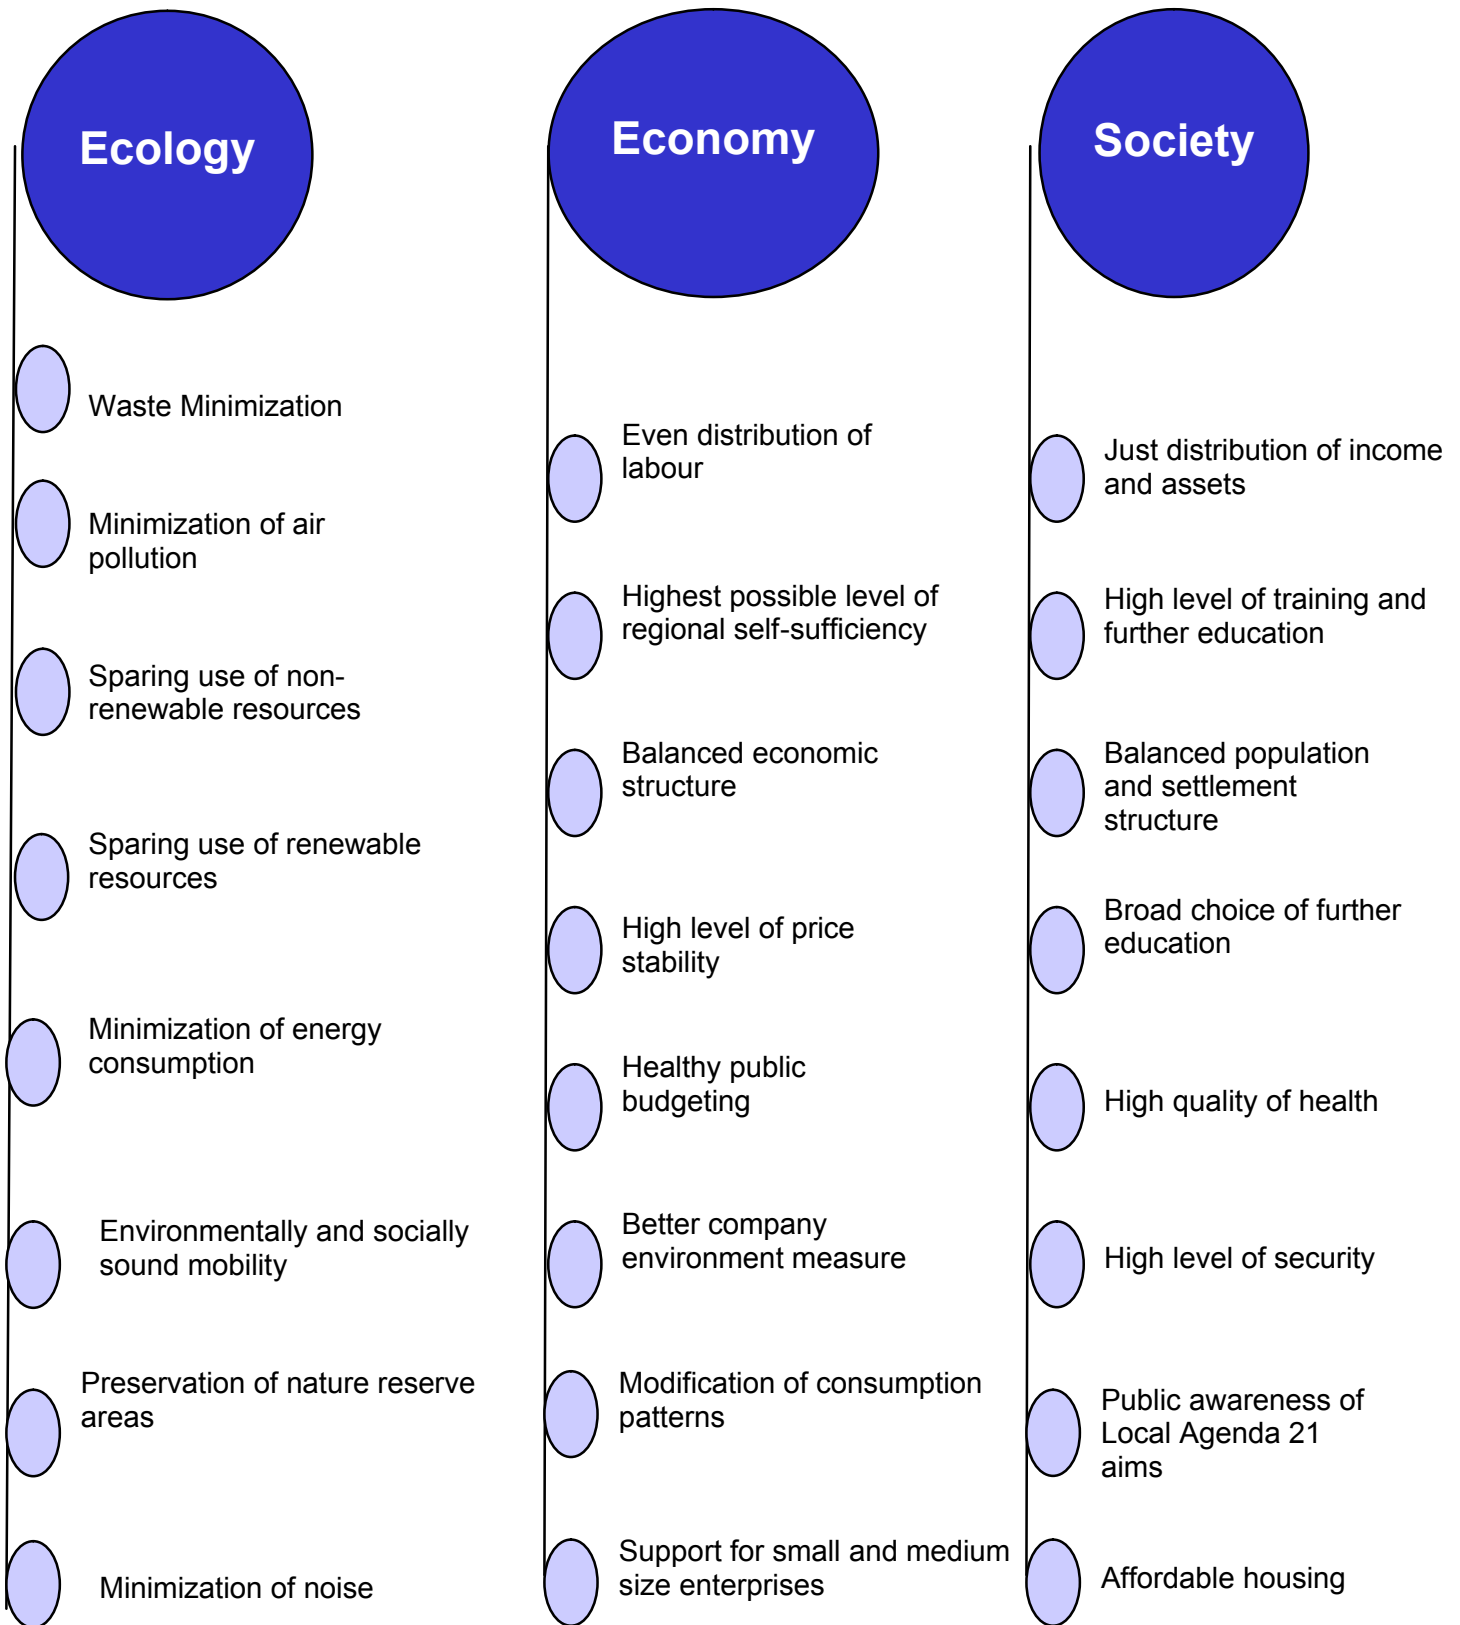 Ecology
Waste Minimization
Minimization of air
pollution
Sparing use of non-
renewable resources
Sparing use of renewable
resources
Minimization of energy
consumption
Environmentally and socially
sound mobility
Preservation of nature reserve
areas
Minimization of noise
Economy
Even distribution of
labour
Highest possible level of
regional self-sufficiency
Balanced economic
structure
High level of price
stability
Healthy public
budgeting
Better company
environment measure
Modification of consumption
patterns
Support for small and medium
size enterprises
Society
Just distribution of income
and assets
High level of training and
further education
Balanced population
and settlement
structure
Broad choice of further
education
High quality of health
High level of security
Public awareness of
Local Agenda 21
aims
Affordable housing